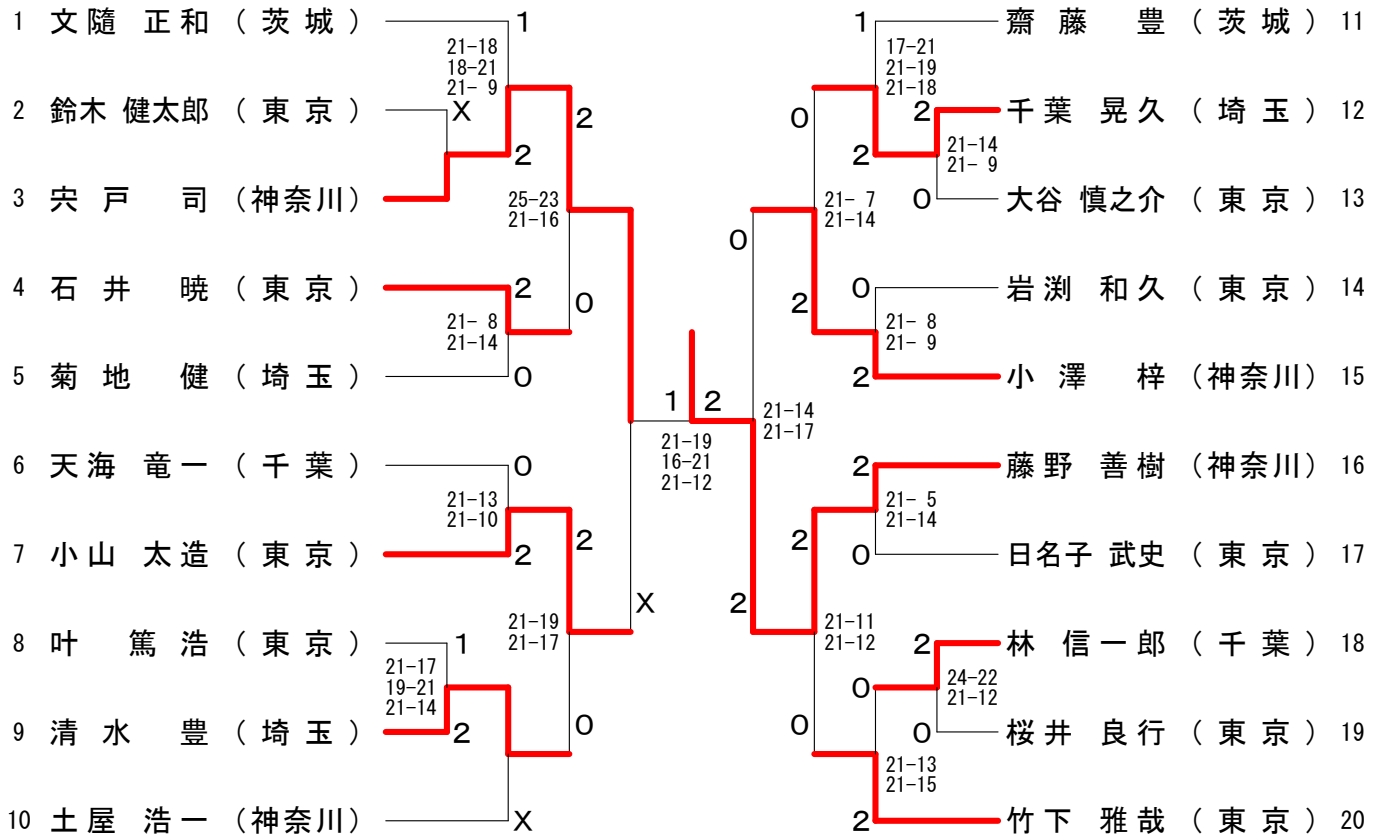 1 文隨 正和 (茨城) 1 1 齋藤 豊 (茨城) 11
21-18 17-21
18-21 21-19
21- 9 21-18
2 鈴木 健太郎 (東京) X 2 0 2 千葉 晃久 (埼玉) 12
2 2 21-14
21- 9
3 宍戸 司 (神奈川) 25-23 21- 7 0 大谷 慎之介 (東京) 13
21-16 21-14
0
4 石井 暁 (東京) 2 0 2 0 岩渕 和久 (東京) 14
21- 8 21- 8
21-14 21- 9
5 菊地 健 (埼玉) 0 2 小澤 梓 (神奈川) 15
1 2 21-14
21-17
21-19
16-21
21-12
6 天海 竜一 (千葉) 0 2 藤野 善樹 (神奈川) 16
21-13 21- 5
21-10 21-14
7 小山 太造 (東京) 2 2 2 0 日名子 武史 (東京) 17
X 2
21-19 21-11
21-17 21-12
8 叶 篤浩 (東京) 1 2 林 信一郎 (千葉) 18
21-17 24-22
19-21 21-12
21-14 0
9 清水 豊 (埼玉) 2 0 0 0 桜井 良行 (東京) 19
21-13
21-15
10 土屋 浩一 (神奈川) X 2 竹下 雅哉 (東京) 20